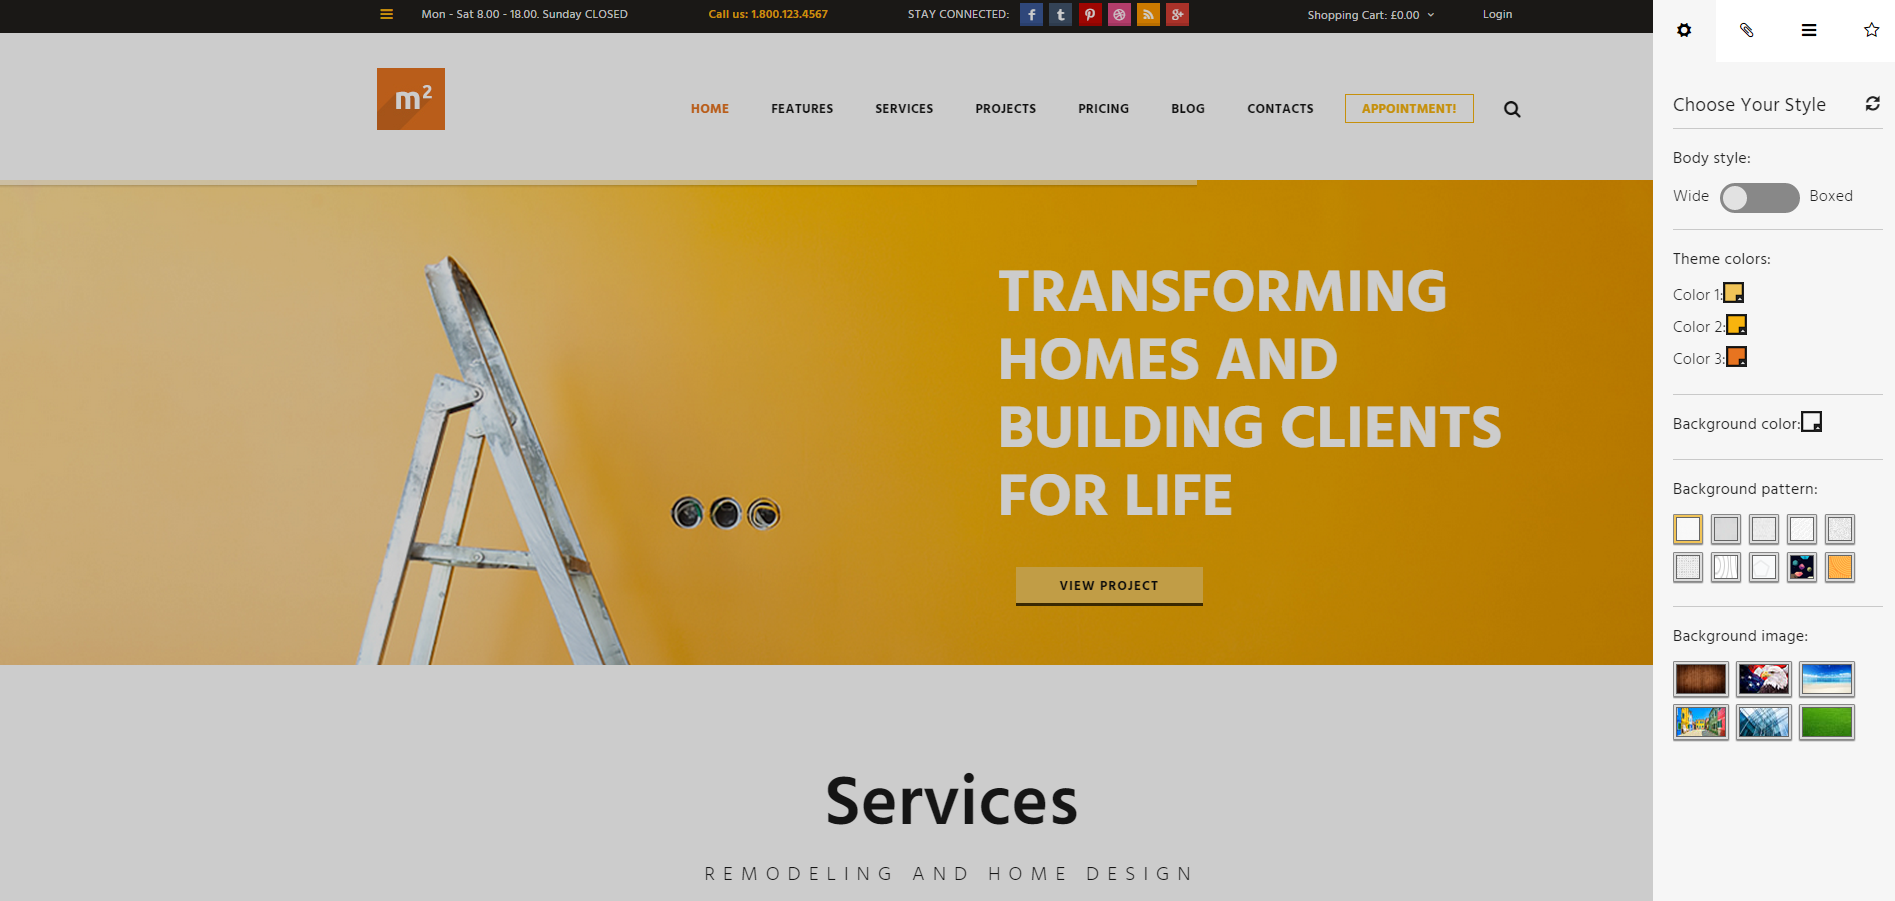 Mon - Sat 8.00 - 18.00. Sunday CLOSED
Call us: 1.800.123.4567
STAY CONNECTED:
f t
g+
Shopping Cart: £0.00
Login
m²
HOME FEATURES SERVICES PROJECTS PRICING BLOG CONTACTS APPOINTMENT!
TRANSFORMING
HOMES AND
BUILDING CLIENTS
FOR LIFE
VIEW PROJECT
Services
REMODELING AND HOME DESIGN
Choose Your Style
Body style:
Wide Boxed
Theme colors:
Color 1:
Color 2:
Color 3:
Background color:
Background pattern:
Background image: